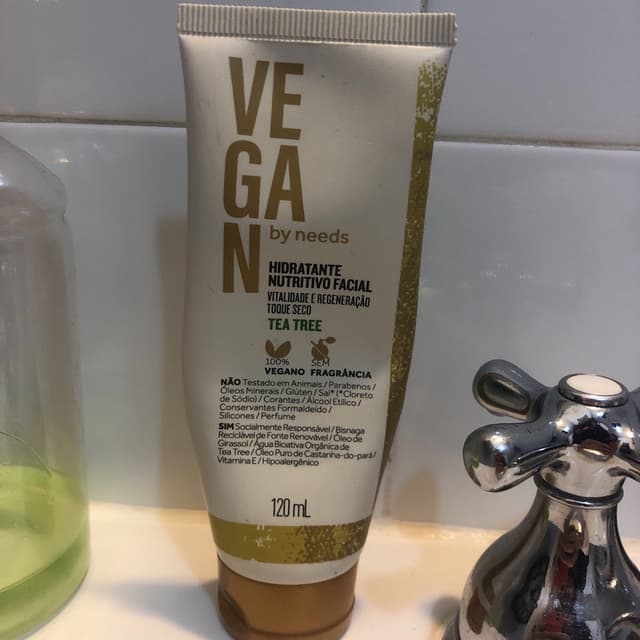 VE
GA
N
by needs
HIDRATANTE
NUTRITIVO FACIAL
VITALIDADE E REGENERAÇÃO
TOQUE SECO
TEA TREE
100% SEM
VEGANO FRAGRÂNCIA
NÃO Testado em Animais / Parabenos /
Óleos Minerais / Glúten / Sal* (*Cloreto
de Sódio) / Corantes / Álcool Etílico /
Conservantes Formaldeído /
Silicones / Perfume
SIM Socialmente Responsável / Bisnaga
Reciclável de Fonte Renovável / Óleo de
Girassol / Água Bioativa Orgânica de
Tea Tree / Óleo Puro de Castanha-do-pará /
Vitamina E / Hipoalergênico
120 mL